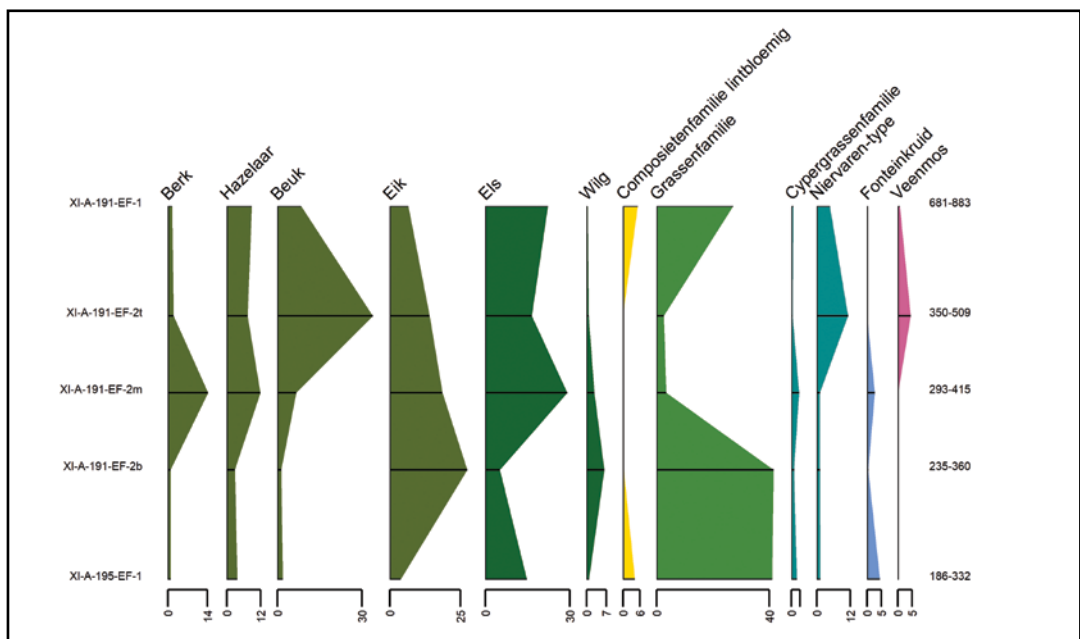 Berk
Hazelaar
Beuk
Eik
Els
Wilg
Composietenfamilie lintbloemig
Grassenfamilie
Cypergrassenfamilie
Niervaren-type
Fonteinkruid
Veenmos
XI-A-191-EF-1 681-883
XI-A-191-EF-2t 350-509
XI-A-191-EF-2m 293-415
XI-A-191-EF-2b 235-360
XI-A-195-EF-1 186-332
0 14 0 12 0 30 0 25 0 30 0 7 0 6 0 40 0 3 0 12 0 5 0 5